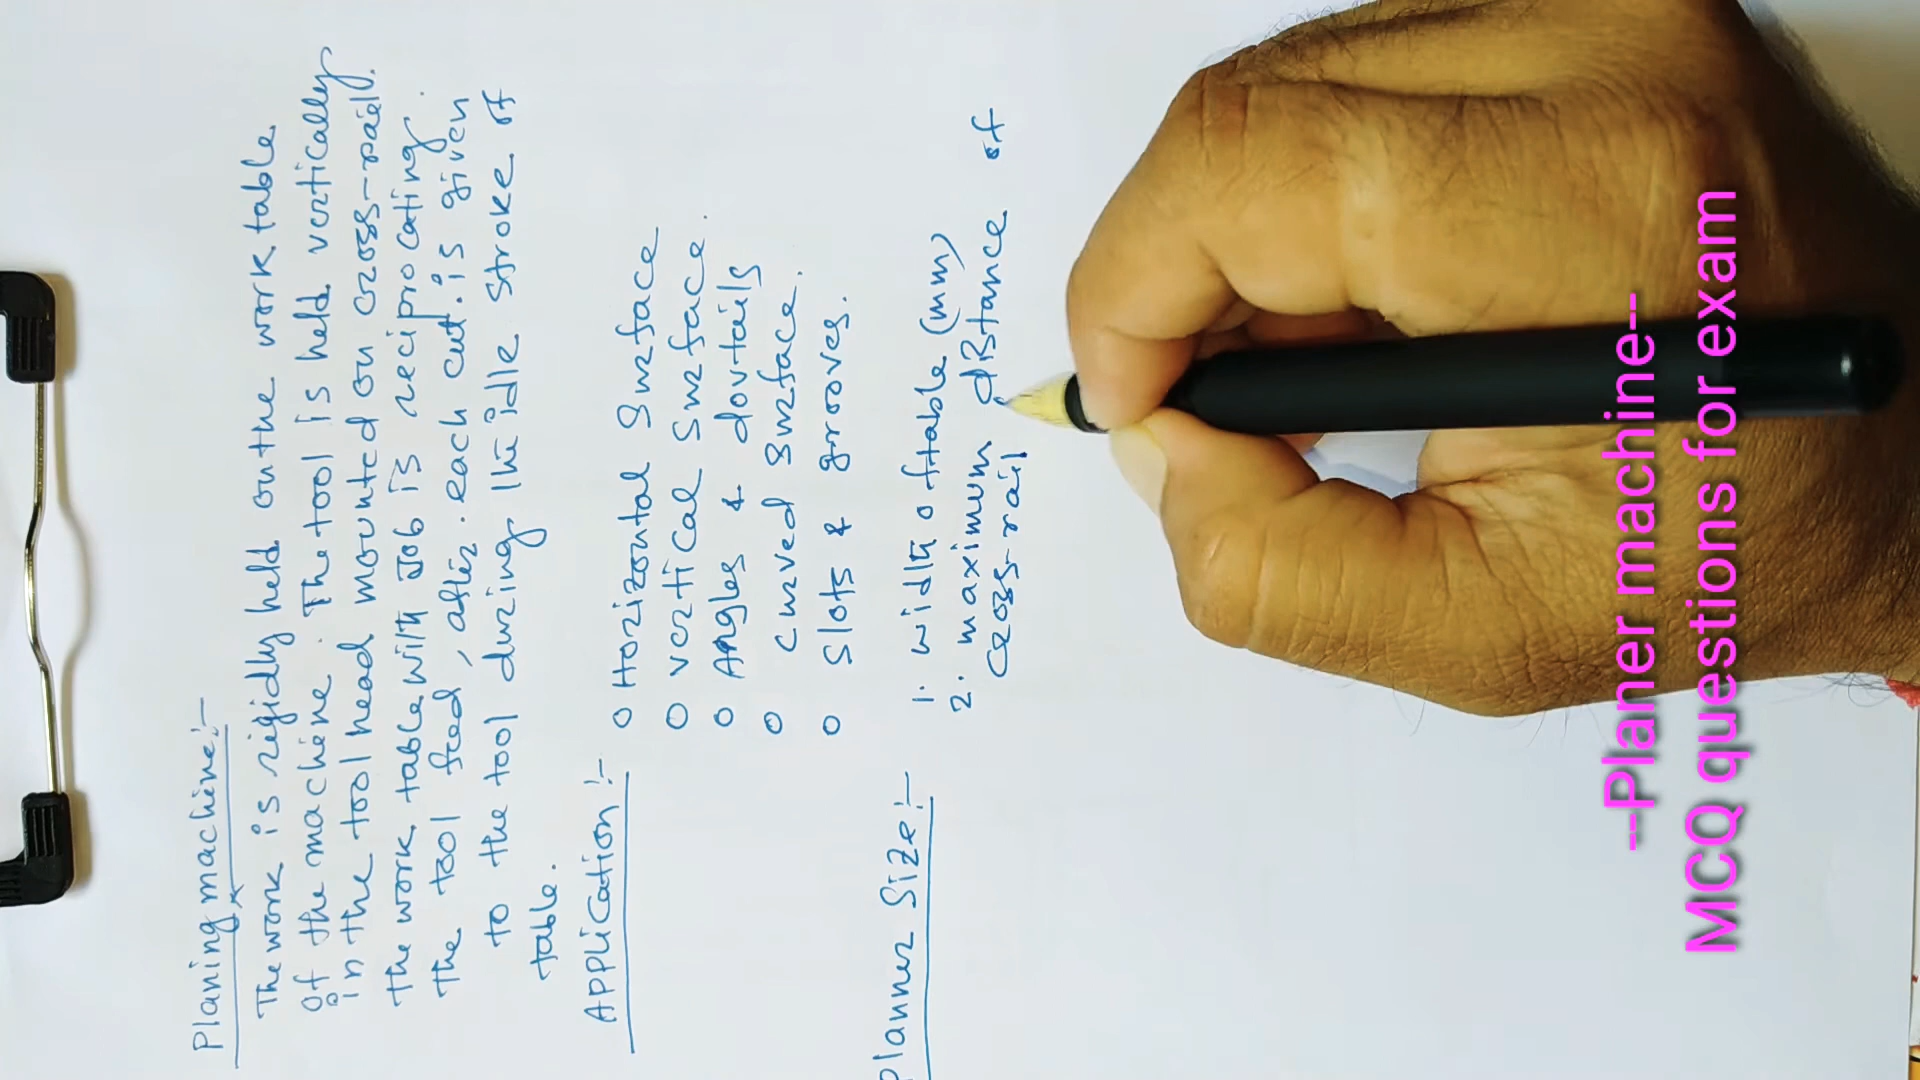 Planing machine:-
The work is rigidly held on the work table
of the machine. The tool is held vertically
in the tool head mounted on cross-rail.
The work table with Job is reciprocating.
The tool feed, after each cut is given
to the tool during the idle stroke of
table.
Application:-
o Horizontal Surface
o vertical Surface.
o Angles & dovtails
o curved Surface.
o Slots & grooves.
Planner Size:-
1. width of table (mm)
2. maximum distance of
cross-rail
--Planer machine--
MCQ questions for exam